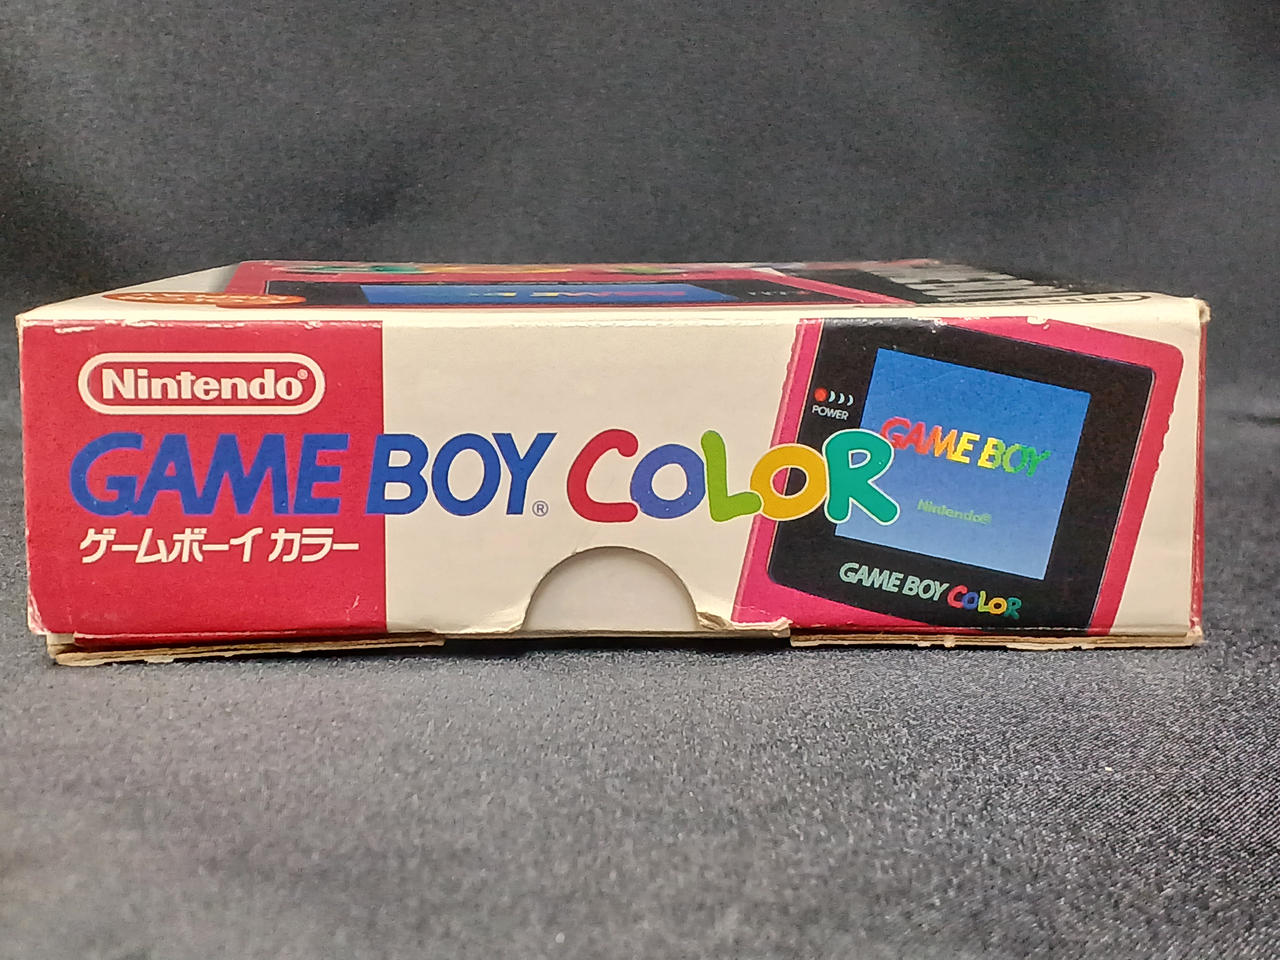 Nintendo®
GAME BOY® COLOR
ゲームボーイ カラー
POWER
GAME BOY
Nintendo®
GAME BOY COLOR